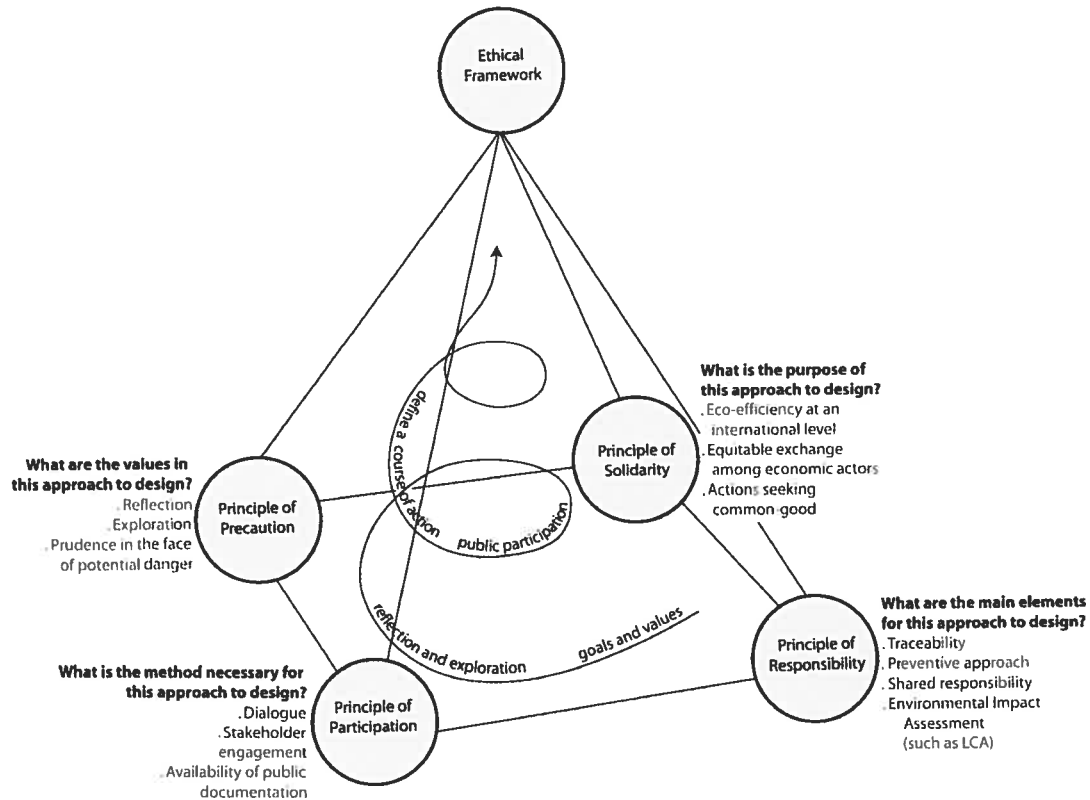 Ethical
Framework
What is the purpose of
this approach to design?
. Eco-efficiency at an
international level
. Equitable exchange
among economic actors
. Actions seeking
common good
Principle of
Solidarity
define a course of action
public participation
What are the values in
this approach to design?
. Reflection
. Exploration
. Prudence in the face
of potential danger
Principle of
Precaution
reflection and exploration
goals and values
What are the main elements
for this approach to design?
. Traceability
. Preventive approach
. Shared responsibility
. Environmental Impact
Assessment
(such as LCA)
Principle of
Responsibility
What is the method necessary for
this approach to design?
. Dialogue
. Stakeholder
engagement
. Availability of public
documentation
Principle of
Participation